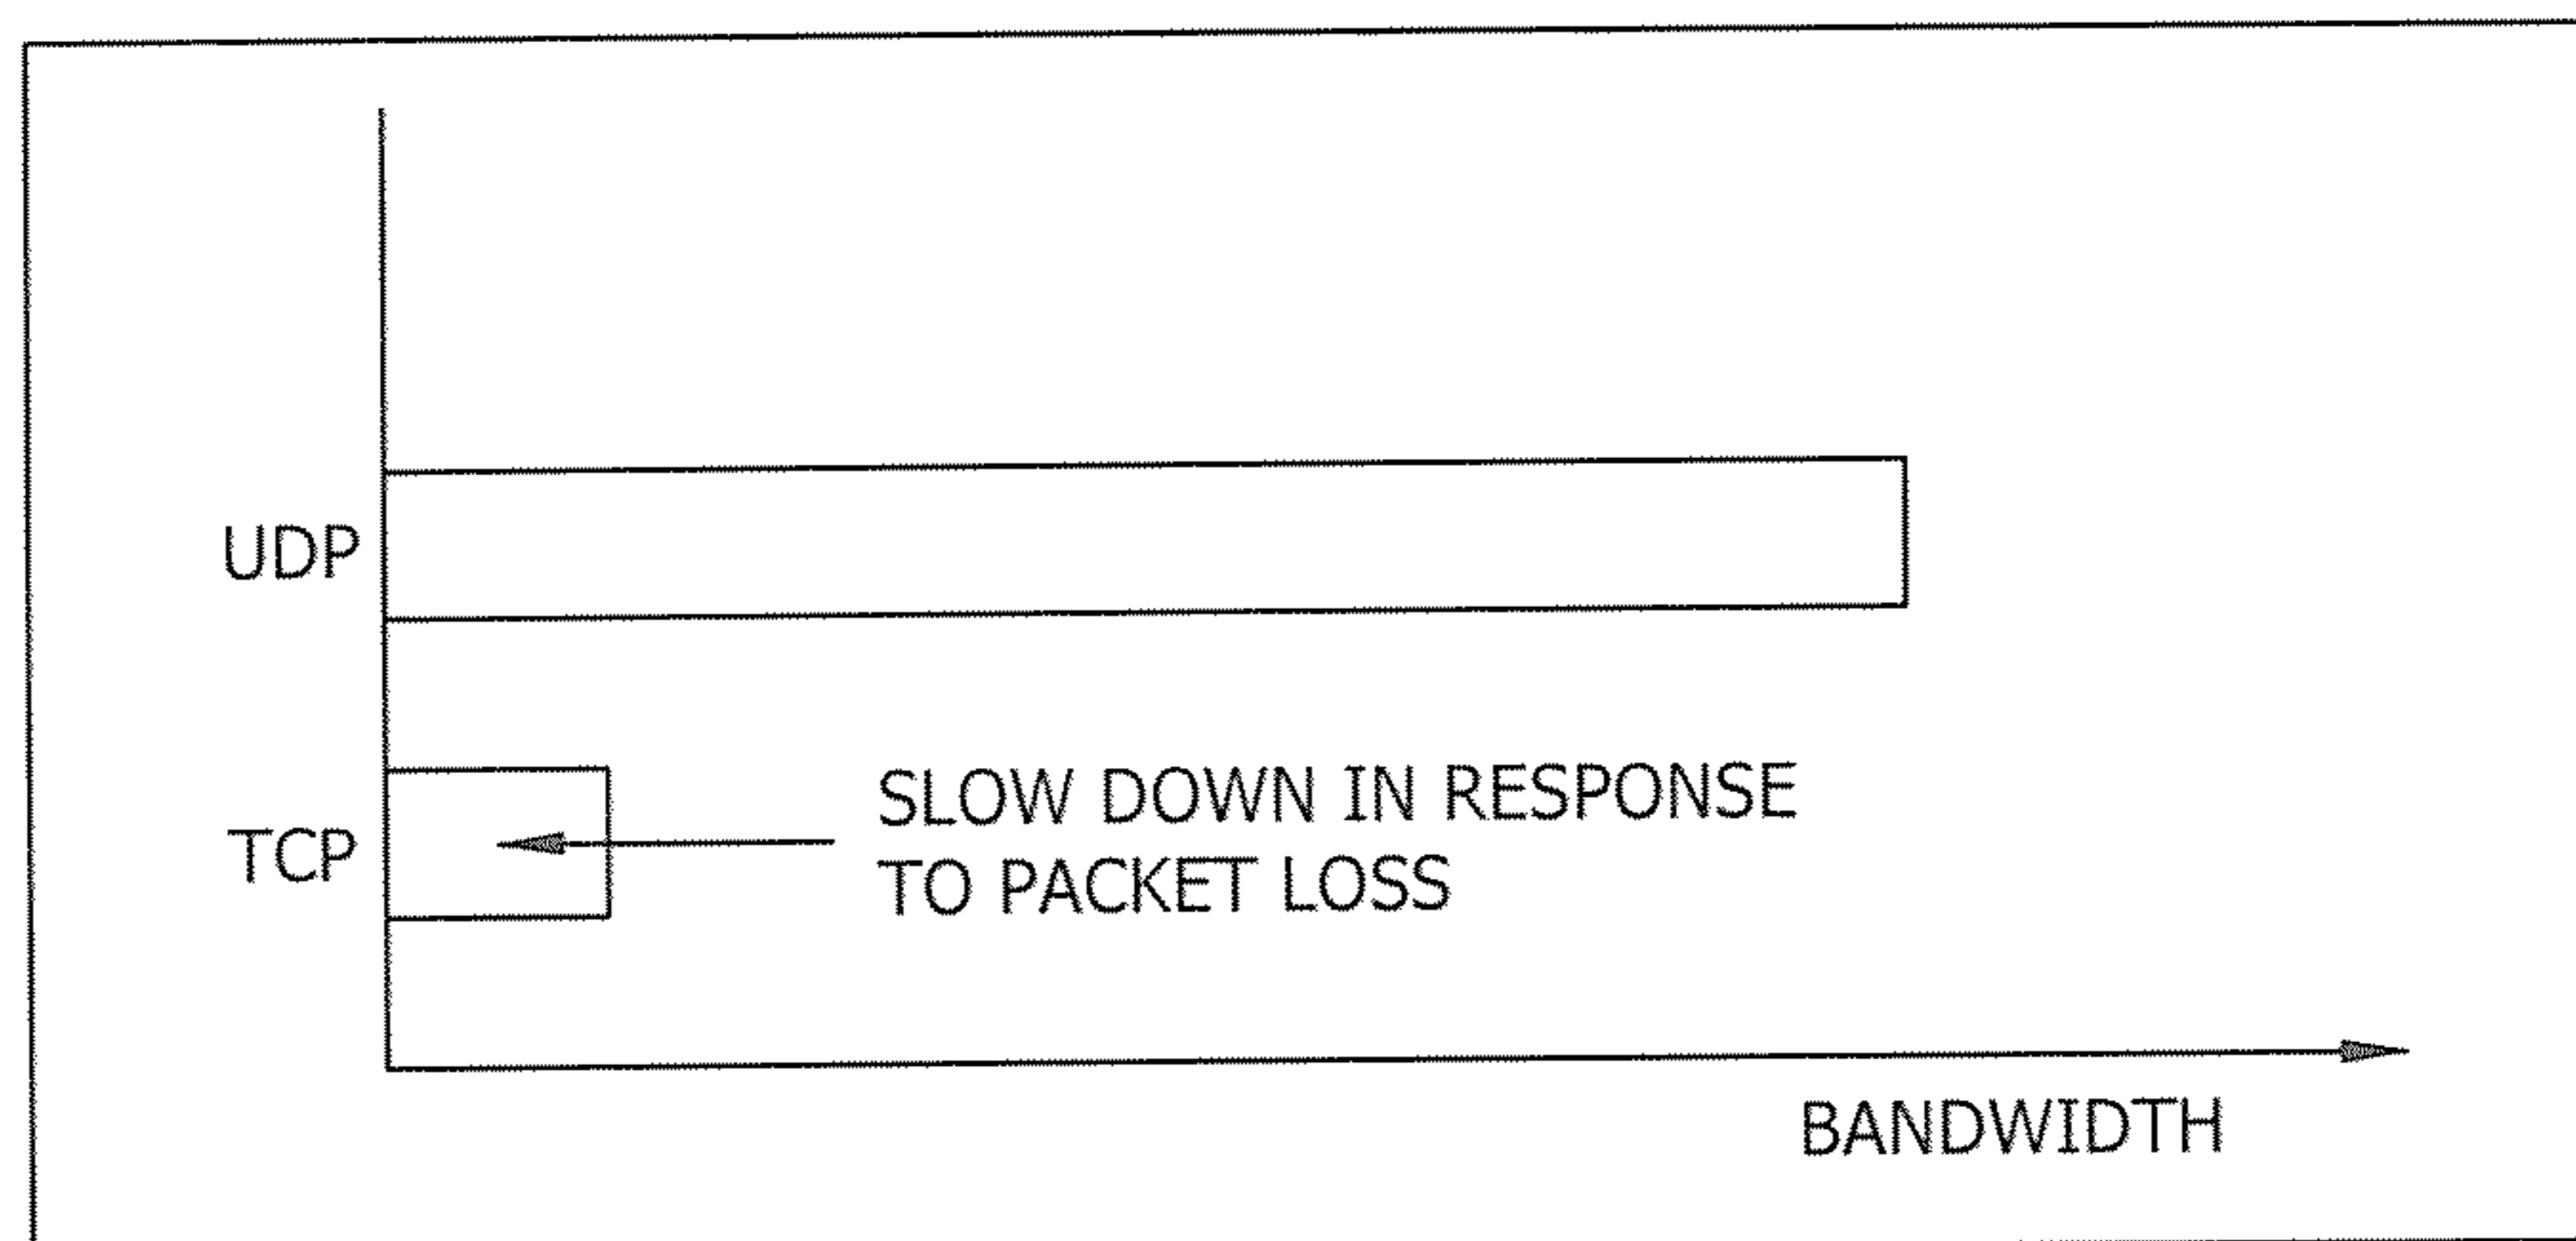 UDP
TCP
SLOW DOWN IN RESPONSE
TO PACKET LOSS
BANDWIDTH